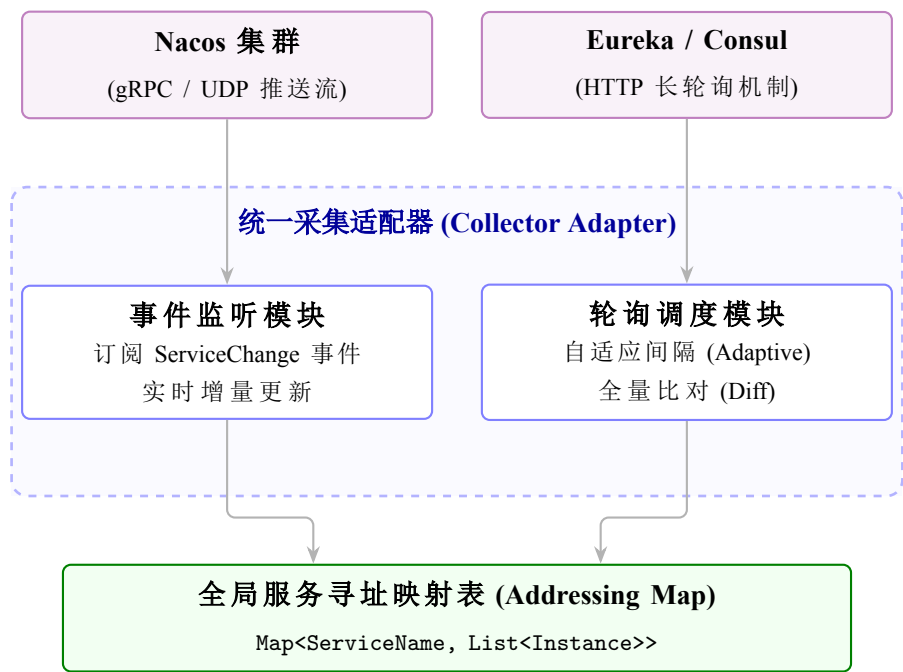 Nacos 集群
(gRPC / UDP 推送流)
Eureka / Consul
(HTTP 长轮询机制)
统一采集适配器 (Collector Adapter)
事件监听模块
订阅 ServiceChange 事件
实时增量更新
轮询调度模块
自适应间隔 (Adaptive)
全量比对 (Diff)
全局服务寻址映射表 (Addressing Map)
Map<ServiceName, List<Instance>>